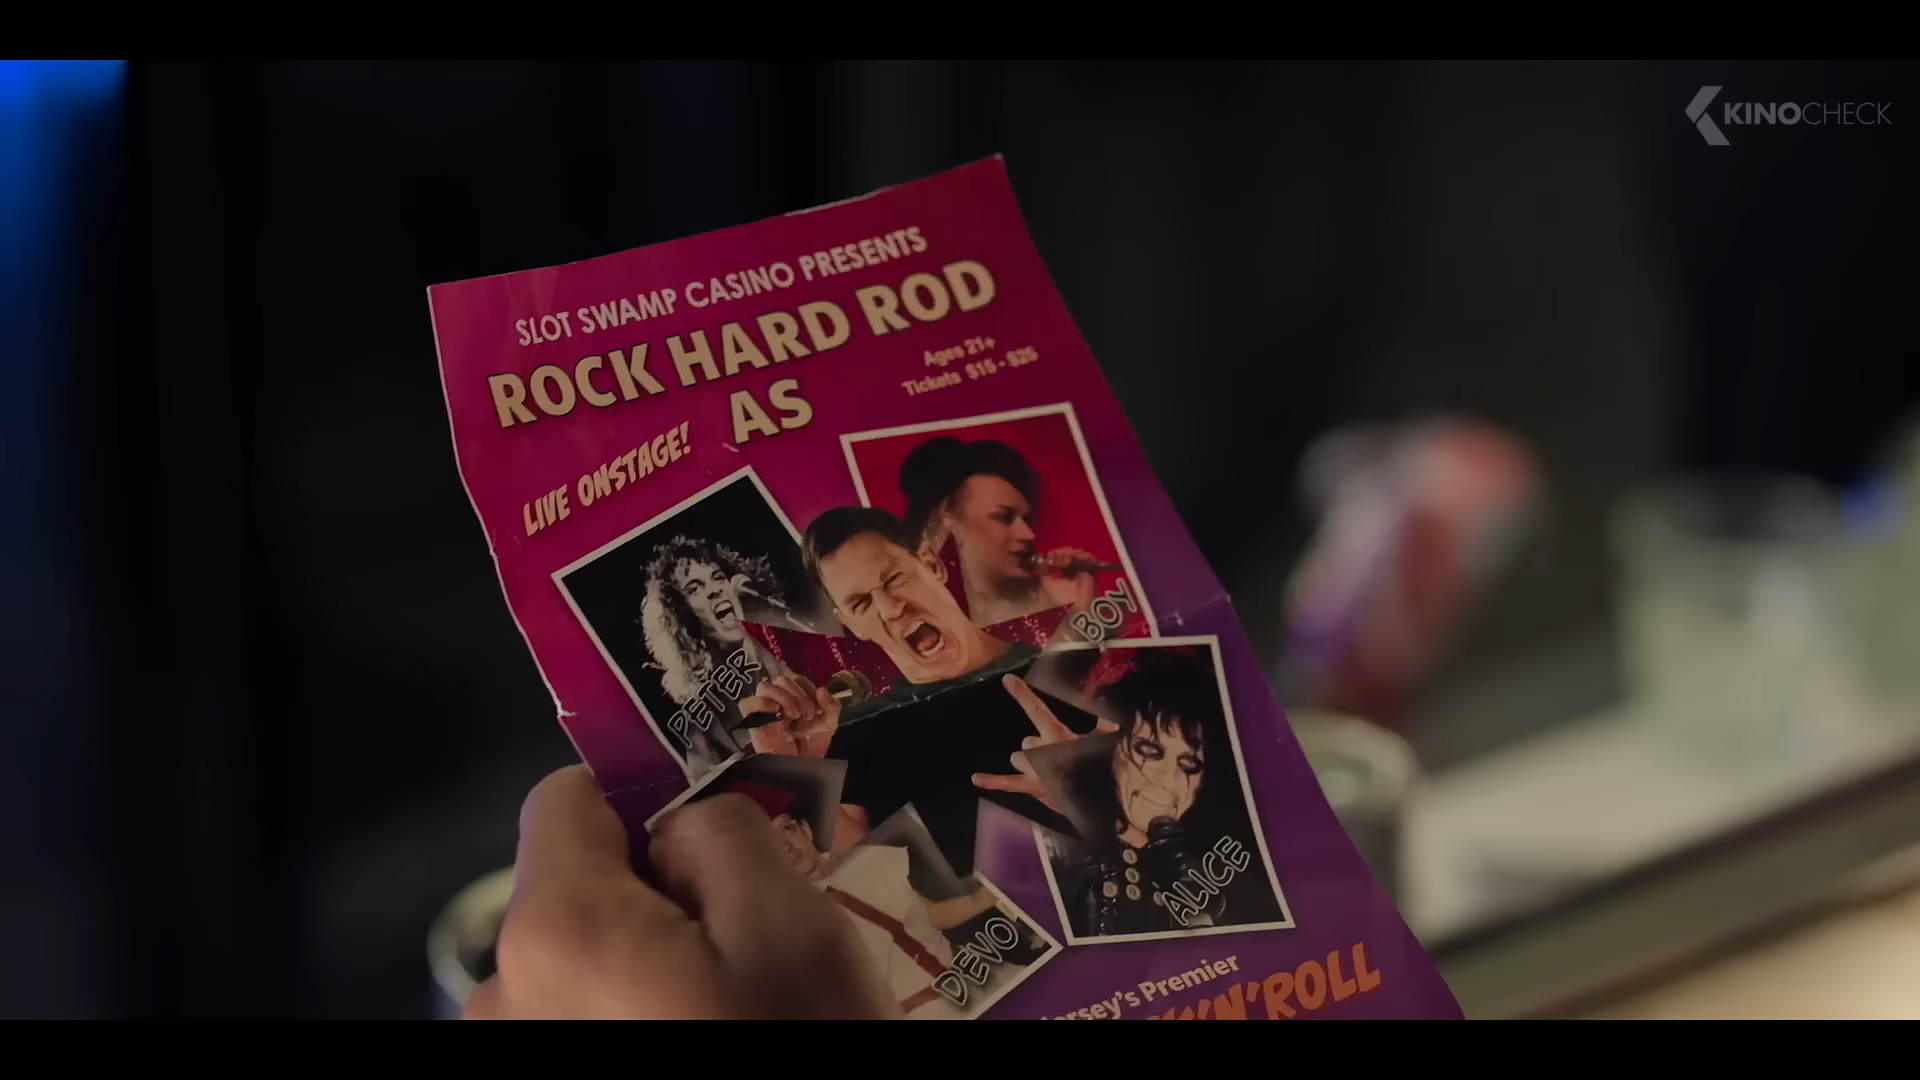 KINOCHECK
SLOT SWAMP CASINO PRESENTS
ROCK HARD ROD
AS
Ages 21+
Tickets $15 - $25
LIVE ONSTAGE!
PETER
BOY
DEVO
ALICE
Premier
'N'ROLL